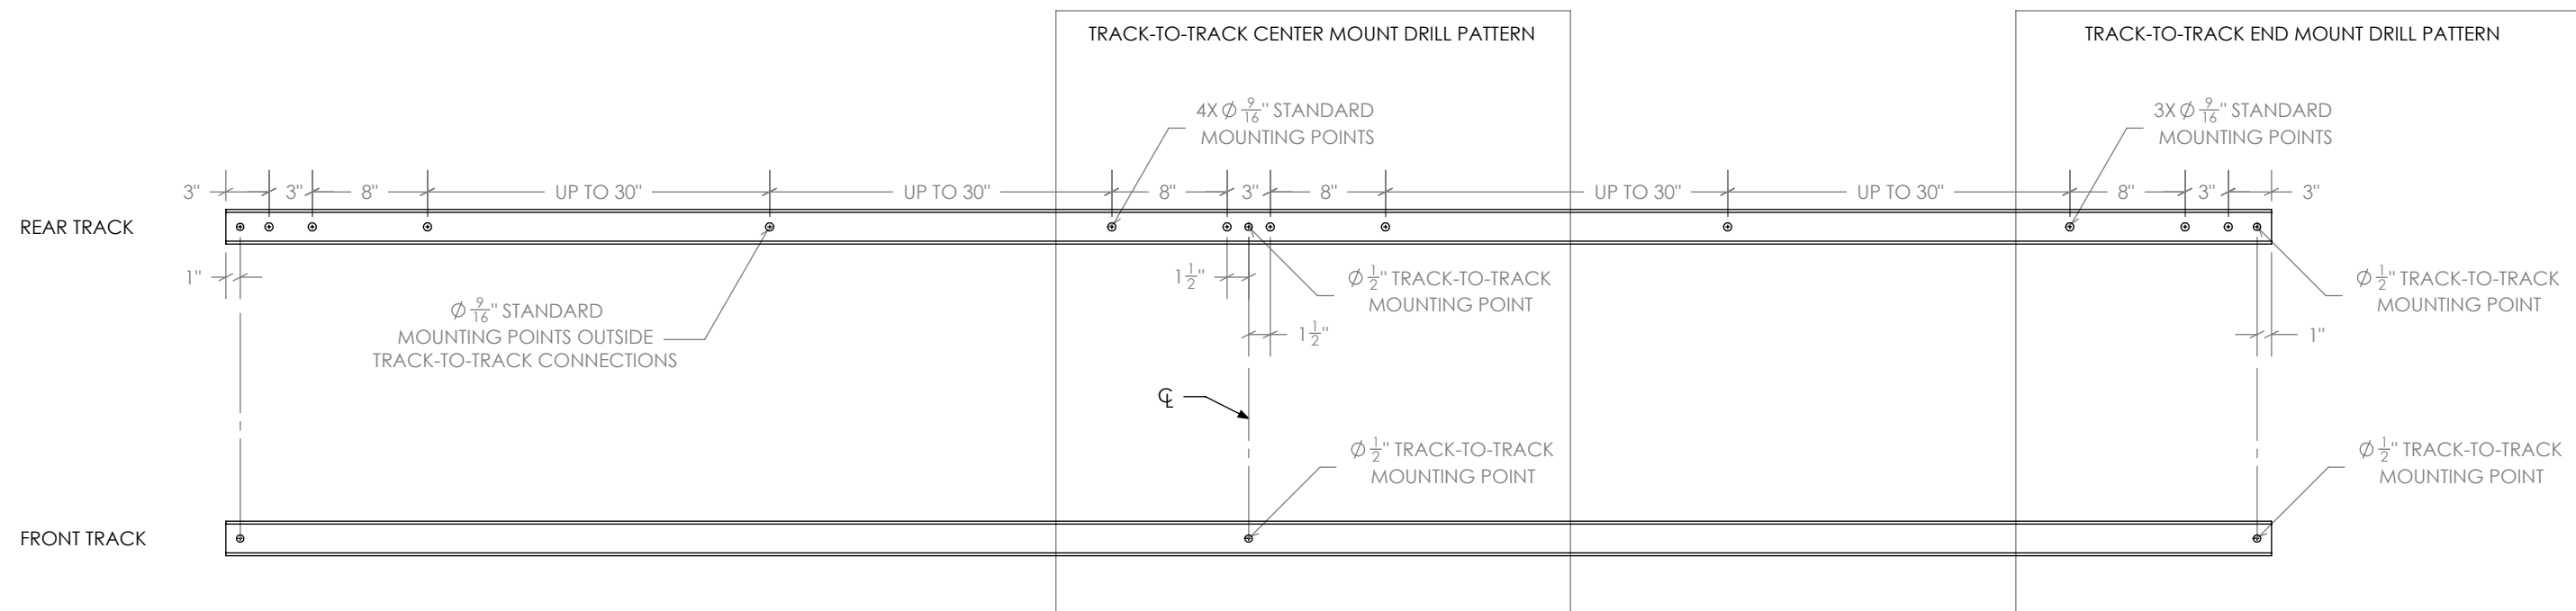 TRACK-TO-TRACK CENTER MOUNT DRILL PATTERN
TRACK-TO-TRACK END MOUNT DRILL PATTERN
4X Ø 9/16" STANDARD
MOUNTING POINTS
3X Ø 9/16" STANDARD
MOUNTING POINTS
3" 3" 8" UP TO 30" UP TO 30" 8" 3" 8" UP TO 30" UP TO 30" 8" 3" 3"
REAR TRACK
1" 1 1/2"
Ø 1/2" TRACK-TO-TRACK
MOUNTING POINT
Ø 1/2" TRACK-TO-TRACK
MOUNTING POINT
Ø 9/16" STANDARD
MOUNTING POINTS OUTSIDE
TRACK-TO-TRACK CONNECTIONS
1 1/2" 1"
℄
Ø 1/2" TRACK-TO-TRACK
MOUNTING POINT
Ø 1/2" TRACK-TO-TRACK
MOUNTING POINT
FRONT TRACK